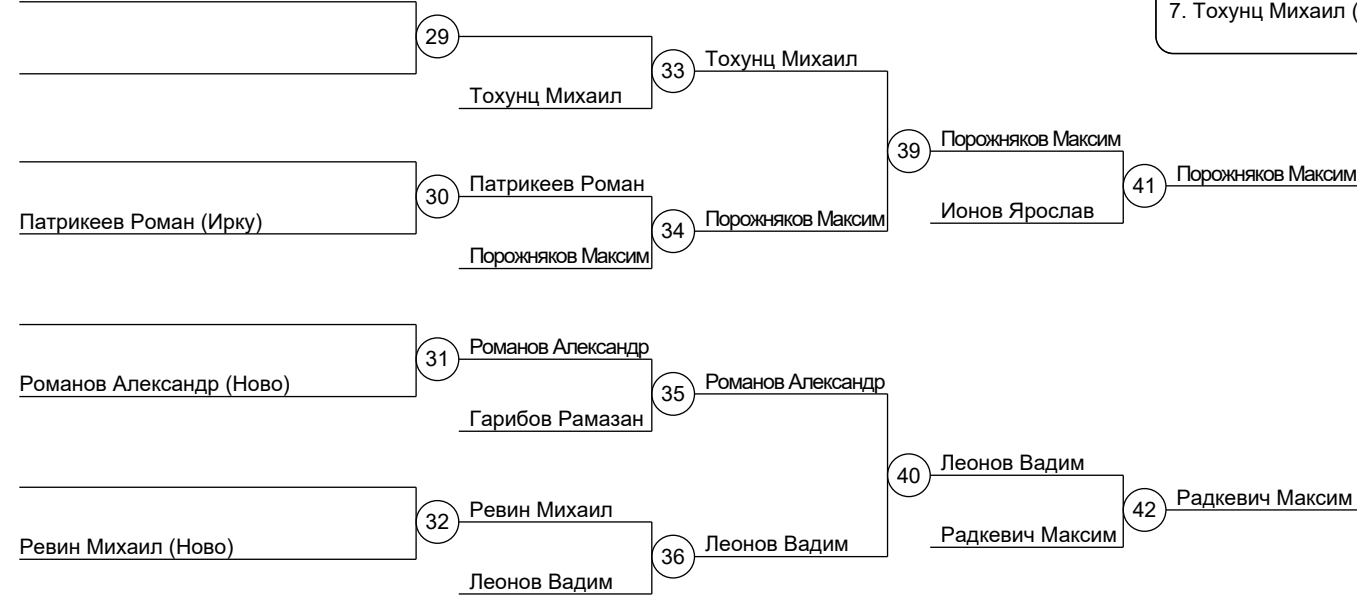 7. Тохунц Михаил (
29
Тохунц Михаил
33
Тохунц Михаил
39
Порожняков Максим
41
Порожняков Максим
Патрикеев Роман (Ирку)
30
Патрикеев Роман
Порожняков Максим
34
Порожняков Максим
Ионов Ярослав
Романов Александр (Ново)
31
Романов Александр
Гарибов Рамазан
35
Романов Александр
40
Леонов Вадим
42
Радкевич Максим
Ревин Михаил (Ново)
32
Ревин Михаил
Леонов Вадим
36
Леонов Вадим
Радкевич Максим